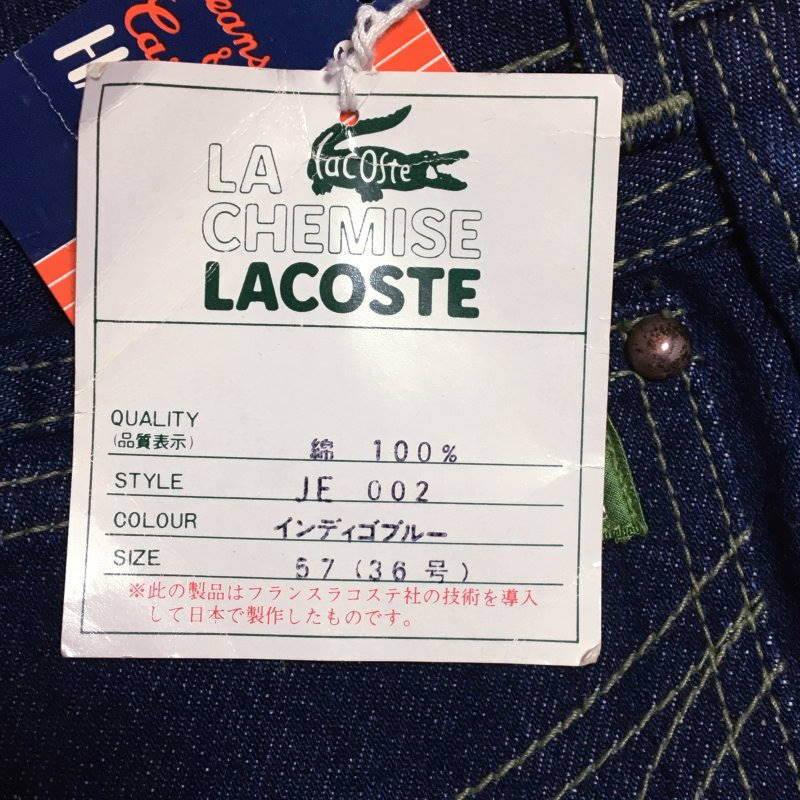 Jeans
&
Ca
H
LACOSTE
LA
CHEMISE
LACOSTE
QUALITY
(品質表示) 綿 100%
STYLE JE 002
COLOUR インディゴブルー
SIZE 57(36号)
※此の製品はフランスラコステ社の技術を導入
して日本で製作したものです。